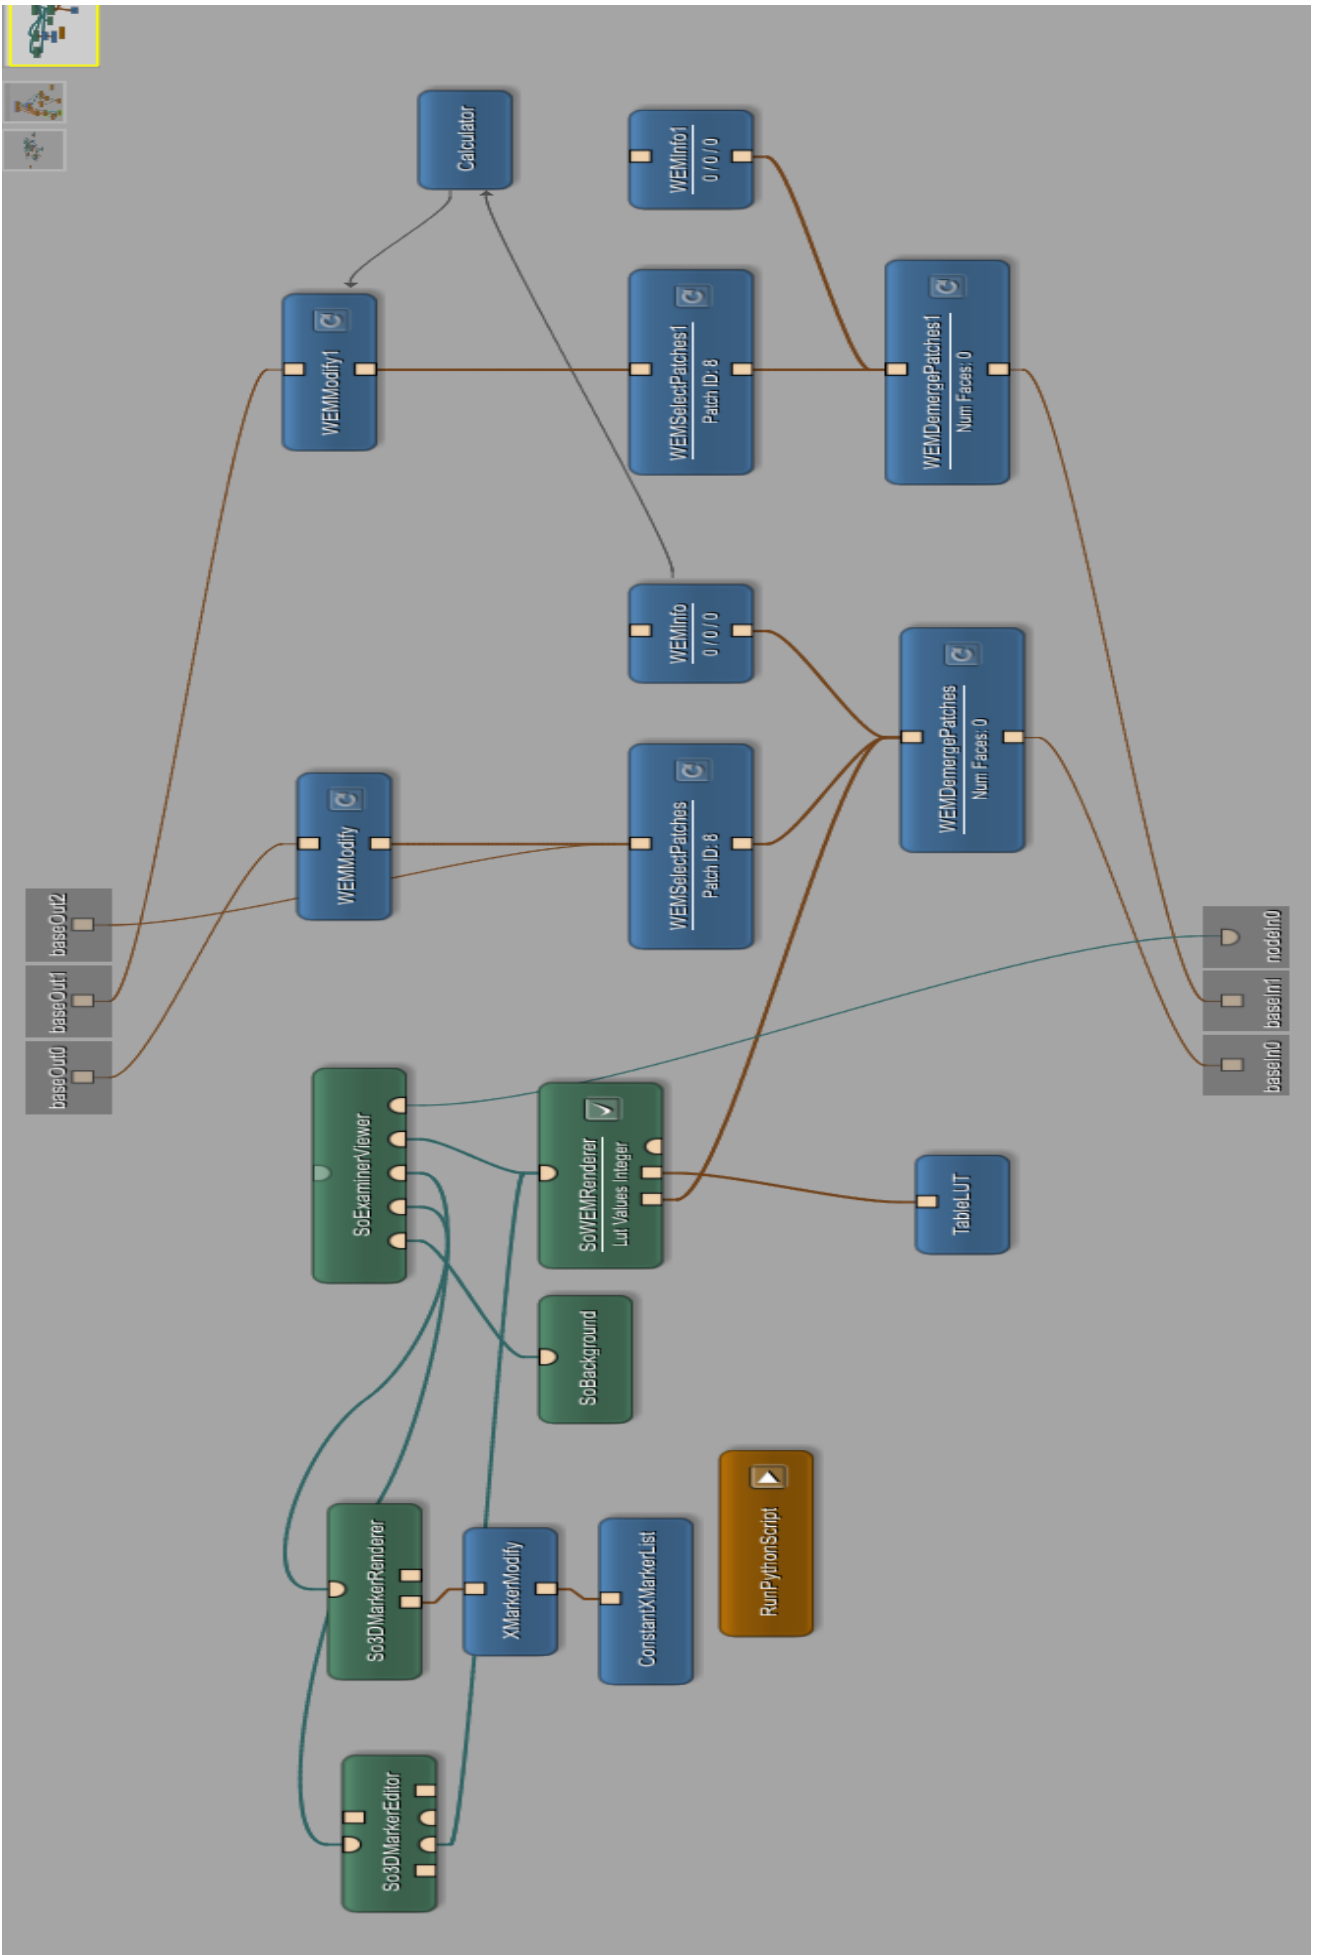 baseOut0
baseOut1
baseOut2
So3DMarkerEditor
So3DMarkerRenderer
SoExaminerViewer
WEMModify
WEMModify1
Calculator
XMarkerModify
ConstantXMarkerList
SoBackground
SoWEMRenderer
Lut Values Integer
WEMSelectPatches
Patch ID: 8
WEMInfo
0 / 0 / 0
WEMSelectPatches1
Patch ID: 8
WEMInfo1
0 / 0 / 0
RunPythonScript
TableLUT
WEMDemergePatches
Num Faces: 0
WEMDemergePatches1
Num Faces: 0
baseIn0
baseIn1
nodeIn0